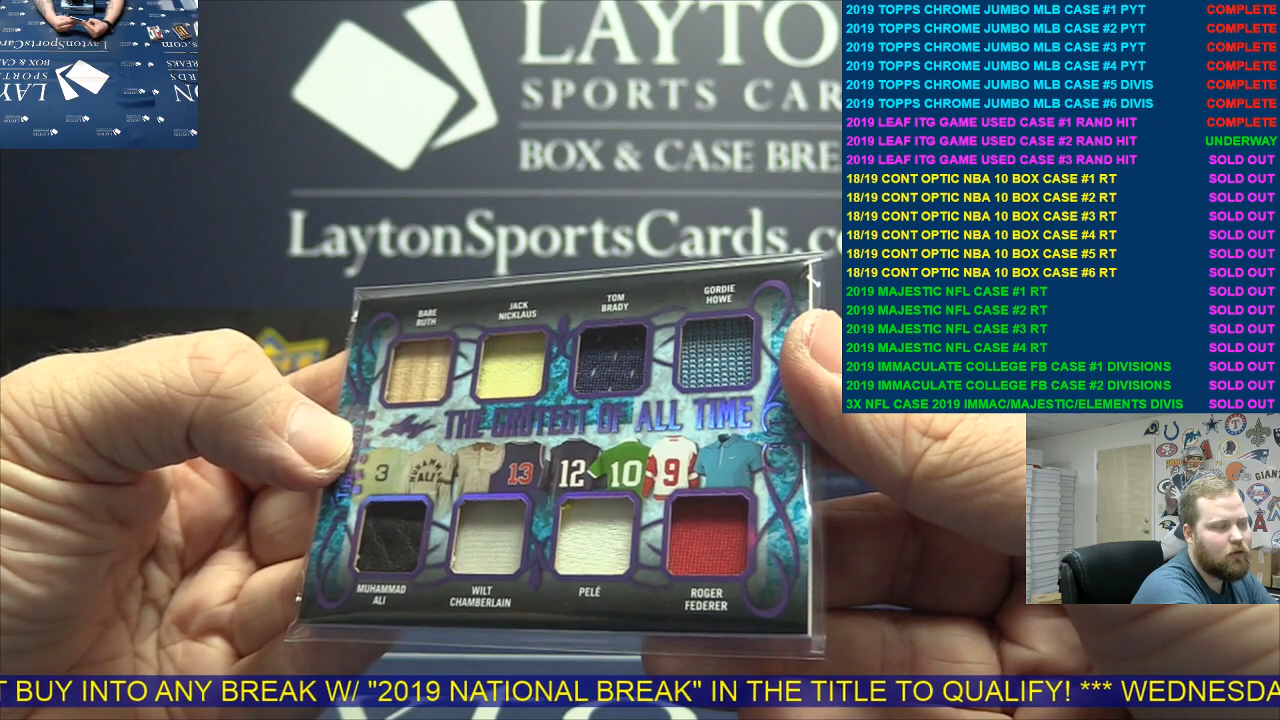 LAYTO
SPORTS CAR
BOX & CASE BRE
LaytonSportsCards.co
BABE RUTH
JACK NICKLAUS
TOM BRADY
GORDIE HOWE
THE GROTEST OF ALL TIME
3
MUHAMMAD ALI
13
12
10
9
MUHAMMAD ALI
WILT CHAMBERLAIN
PELÉ
ROGER FEDERER
2019 TOPPS CHROME JUMBO MLB CASE #1 PYT COMPLETE
2019 TOPPS CHROME JUMBO MLB CASE #2 PYT COMPLETE
2019 TOPPS CHROME JUMBO MLB CASE #3 PYT COMPLETE
2019 TOPPS CHROME JUMBO MLB CASE #4 PYT COMPLETE
2019 TOPPS CHROME JUMBO MLB CASE #5 DIVIS COMPLETE
2019 TOPPS CHROME JUMBO MLB CASE #6 DIVIS COMPLETE
2019 LEAF ITG GAME USED CASE #1 RAND HIT COMPLETE
2019 LEAF ITG GAME USED CASE #2 RAND HIT UNDERWAY
2019 LEAF ITG GAME USED CASE #3 RAND HIT SOLD OUT
18/19 CONT OPTIC NBA 10 BOX CASE #1 RT SOLD OUT
18/19 CONT OPTIC NBA 10 BOX CASE #2 RT SOLD OUT
18/19 CONT OPTIC NBA 10 BOX CASE #3 RT SOLD OUT
18/19 CONT OPTIC NBA 10 BOX CASE #4 RT SOLD OUT
18/19 CONT OPTIC NBA 10 BOX CASE #5 RT SOLD OUT
18/19 CONT OPTIC NBA 10 BOX CASE #6 RT SOLD OUT
2019 MAJESTIC NFL CASE #1 RT SOLD OUT
2019 MAJESTIC NFL CASE #2 RT SOLD OUT
2019 MAJESTIC NFL CASE #3 RT SOLD OUT
2019 MAJESTIC NFL CASE #4 RT SOLD OUT
2019 IMMACULATE COLLEGE FB CASE #1 DIVISIONS SOLD OUT
2019 IMMACULATE COLLEGE FB CASE #2 DIVISIONS SOLD OUT
3X NFL CASE 2019 IMMAC/MAJESTIC/ELEMENTS DIVIS SOLD OUT
T BUY INTO ANY BREAK W/ "2019 NATIONAL BREAK" IN THE TITLE TO QUALIFY! *** WEDNESDA